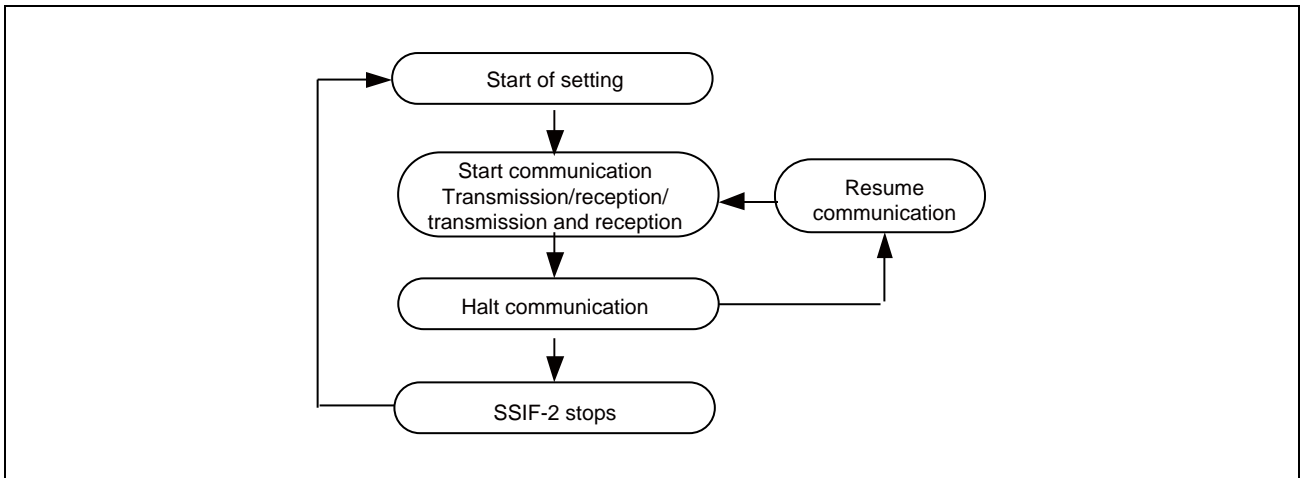 Start of setting
Start communication
Transmission/reception/
transmission and reception
Resume
communication
Halt communication
SSIF-2 stops